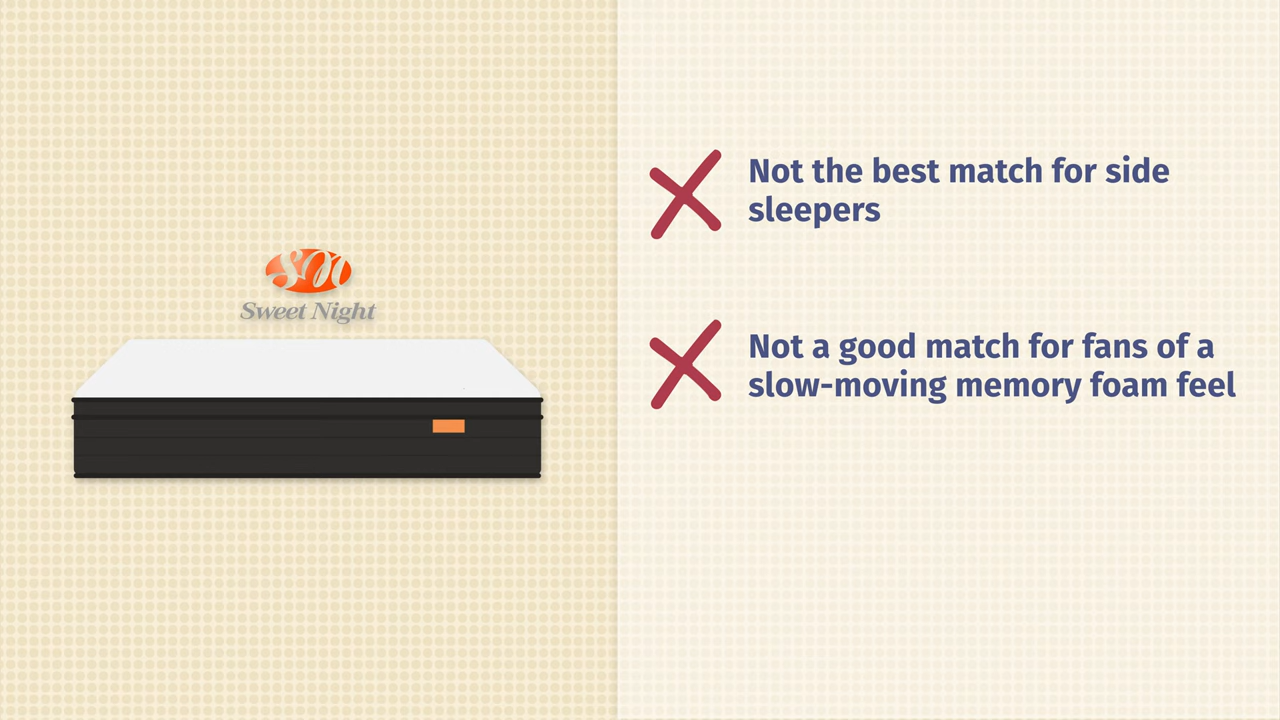 Sweet Night
Not the best match for side
sleepers
Not a good match for fans of a
slow-moving memory foam feel